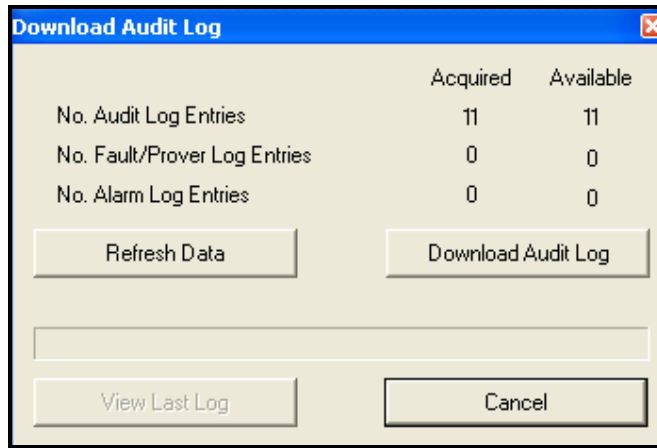 Download Audit Log
Acquired Available
No. Audit Log Entries 11 11
No. Fault/Prover Log Entries 0 0
No. Alarm Log Entries 0 0
Refresh Data Download Audit Log
View Last Log Cancel